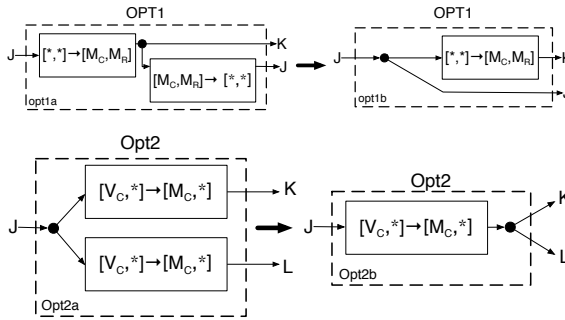 OPT1
J [*,*]→[M_C,M_R] K
[M_C,M_R]→ [*,*] J
opt1a
OPT1
J [*,*]→[M_C,M_R]
opt1b
Opt2
J [V_C,*]→[M_C,*] K
[V_C,*]→[M_C,*] L
Opt2a
Opt2
J [V_C,*]→[M_C,*] K
L
Opt2b